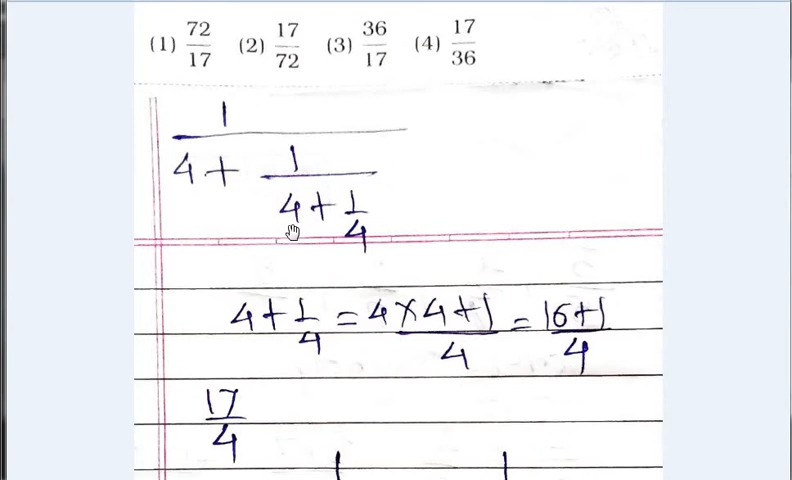 (1) 72/17 (2) 17/72 (3) 36/17 (4) 17/36
1
4 + 1
4 + 1/4
4 + 1/4 = 4 × 4 + 1 / 4 = 16 + 1 / 4
17/4